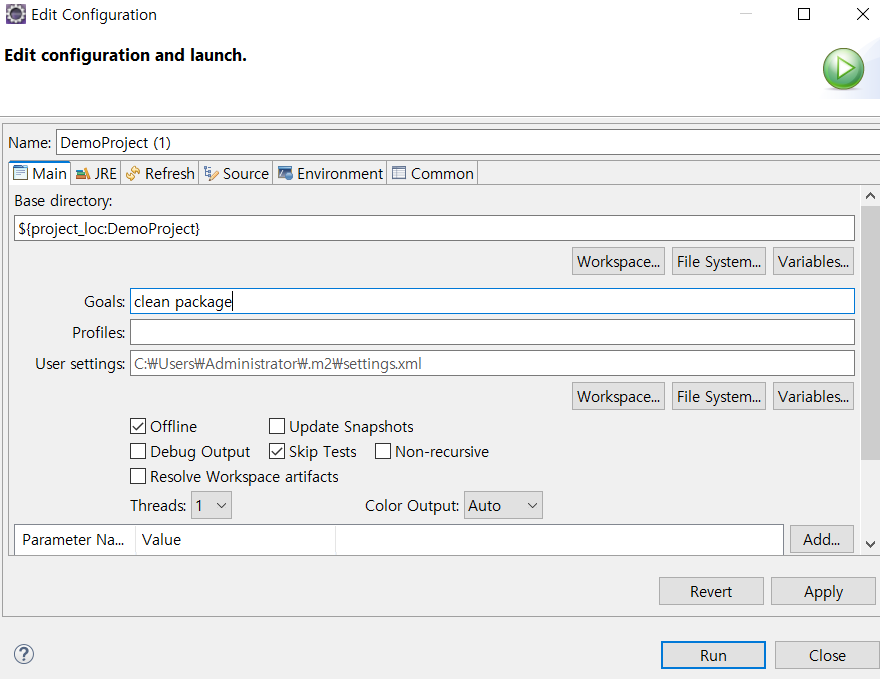 Edit Configuration
Edit configuration and launch.
Name: DemoProject (1)
Main JRE Refresh Source Environment Common
Base directory:
${project_loc:DemoProject}
Workspace... File System... Variables...
Goals: clean package
Profiles:
User settings: C:₩Users₩Administrator₩.m2₩settings.xml
Workspace... File System... Variables...
Offline Update Snapshots
Debug Output Skip Tests Non-recursive
Resolve Workspace artifacts
Threads: 1 Color Output: Auto
Parameter Na... Value Add...
Revert Apply
? Run Close